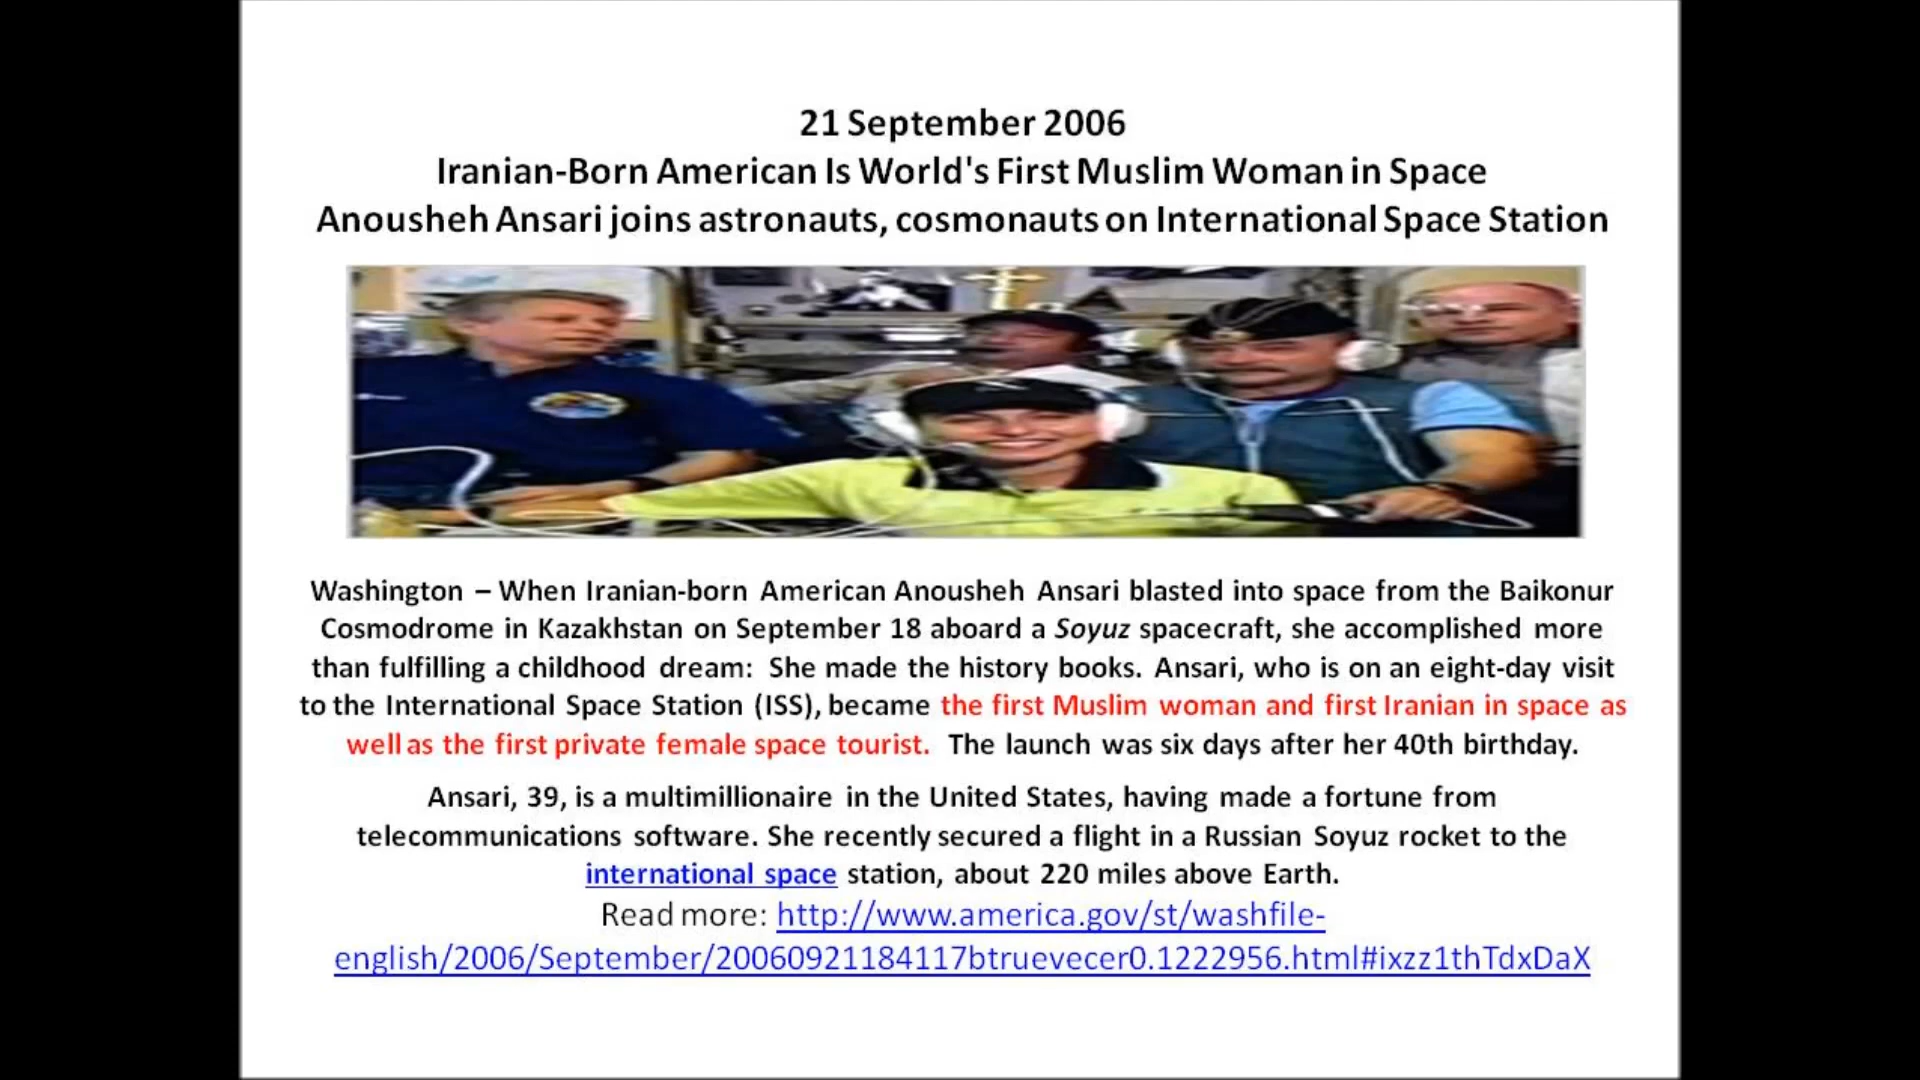 21 September 2006
Iranian-Born American Is World's First Muslim Woman in Space
Anousheh Ansari joins astronauts, cosmonauts on International Space Station
Washington – When Iranian-born American Anousheh Ansari blasted into space from the Baikonur
Cosmodrome in Kazakhstan on September 18 aboard a Soyuz spacecraft, she accomplished more
than fulfilling a childhood dream: She made the history books. Ansari, who is on an eight-day visit
to the International Space Station (ISS), became the first Muslim woman and first Iranian in space as
well as the first private female space tourist. The launch was six days after her 40th birthday.
Ansari, 39, is a multimillionaire in the United States, having made a fortune from
telecommunications software. She recently secured a flight in a Russian Soyuz rocket to the
international space station, about 220 miles above Earth.
Read more: http://www.america.gov/st/washfile-
english/2006/September/20060921184117btruevecer0.1222956.html#ixzz1thTdxDaX